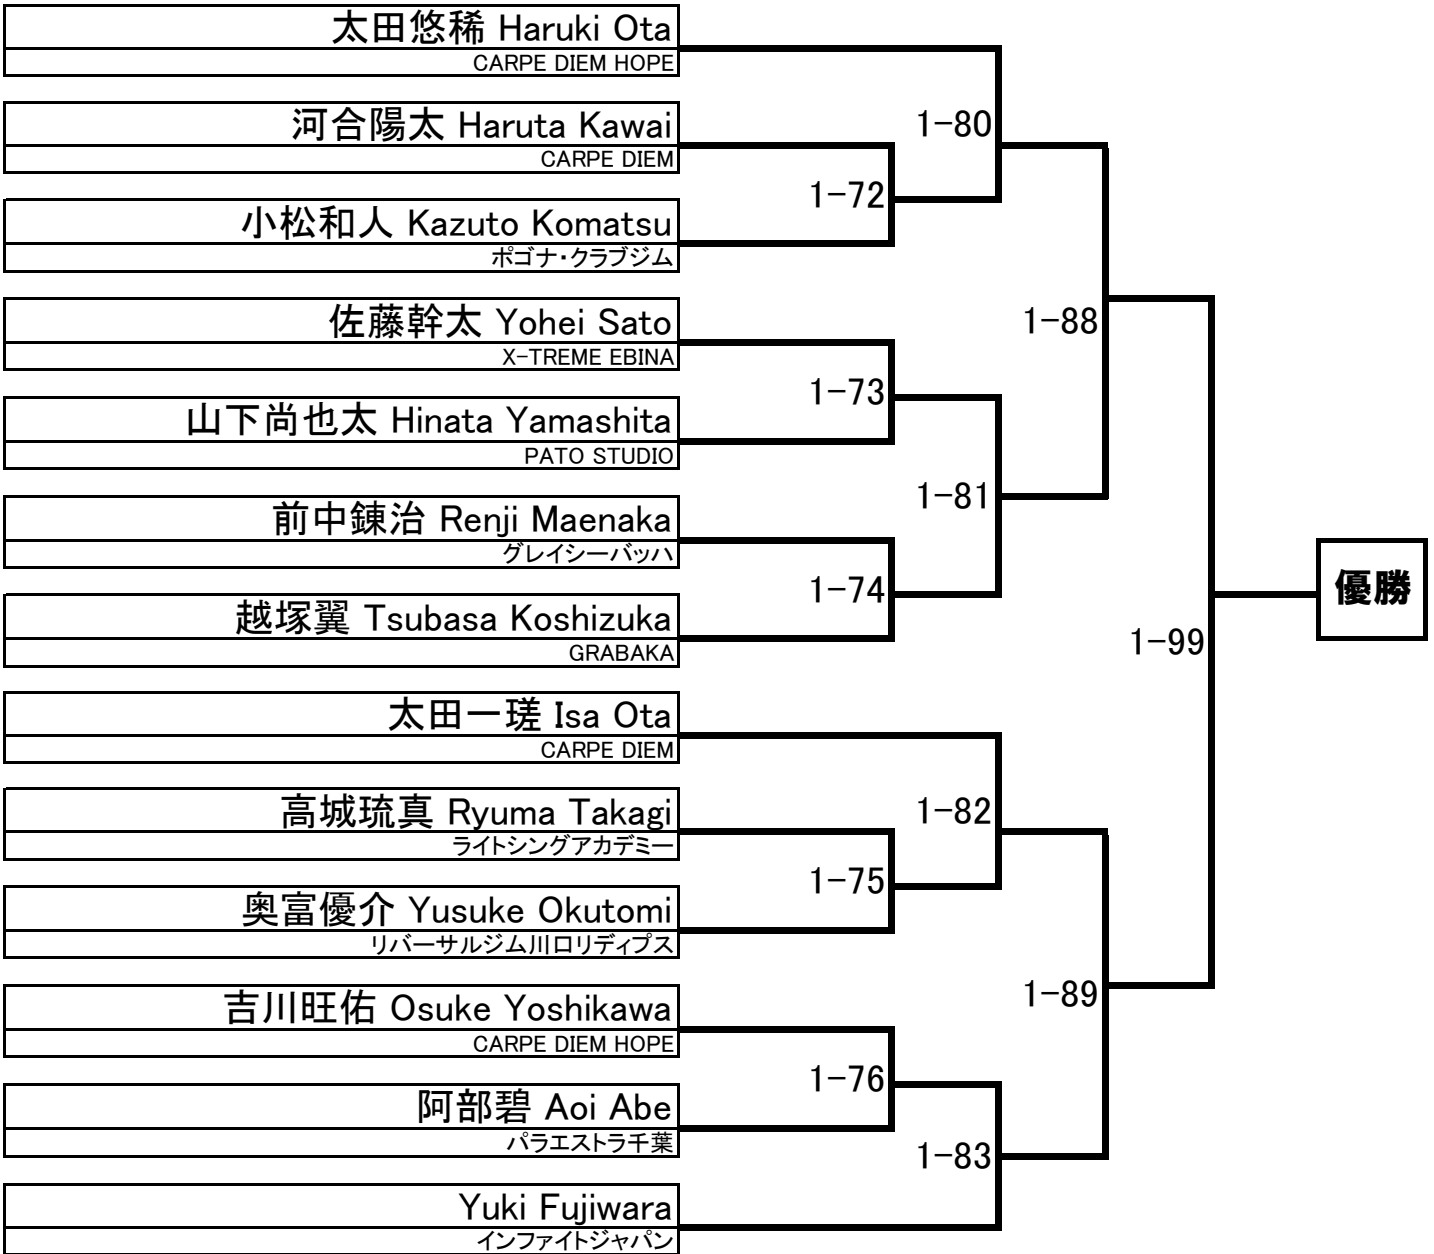 太田悠稀 Haruki Ota
CARPE DIEM HOPE
1-80
河合陽太 Haruta Kawai
CARPE DIEM
1-72
小松和人 Kazuto Komatsu
ポゴナ・クラブジム
佐藤幹太 Yohei Sato
X-TREME EBINA
1-88
1-73
山下尚也太 Hinata Yamashita
PATO STUDIO
1-81
前中錬治 Renji Maenaka
グレイシーバッハ
1-74
優勝
越塚翼 Tsubasa Koshizuka
GRABAKA
1-99
太田一瑳 Isa Ota
CARPE DIEM
1-82
高城琉真 Ryuma Takagi
ライトシングアカデミー
1-75
奥富優介 Yusuke Okutomi
リバーサルジム川口リディプス
1-89
吉川旺佑 Osuke Yoshikawa
CARPE DIEM HOPE
1-76
阿部碧 Aoi Abe
パラエストラ千葉
1-83
Yuki Fujiwara
インファイトジャパン